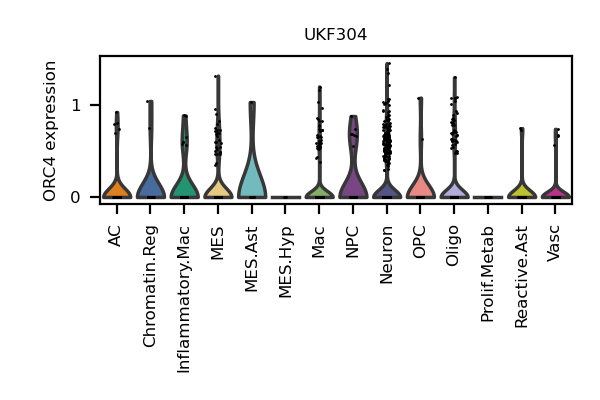 UKF304
ORC4 expression
1
0
AC
Chromatin.Reg
Inflammatory.Mac
MES
MES.Ast
MES.Hyp
Mac
NPC
Neuron
OPC
Oligo
Prolif.Metab
Reactive.Ast
Vasc